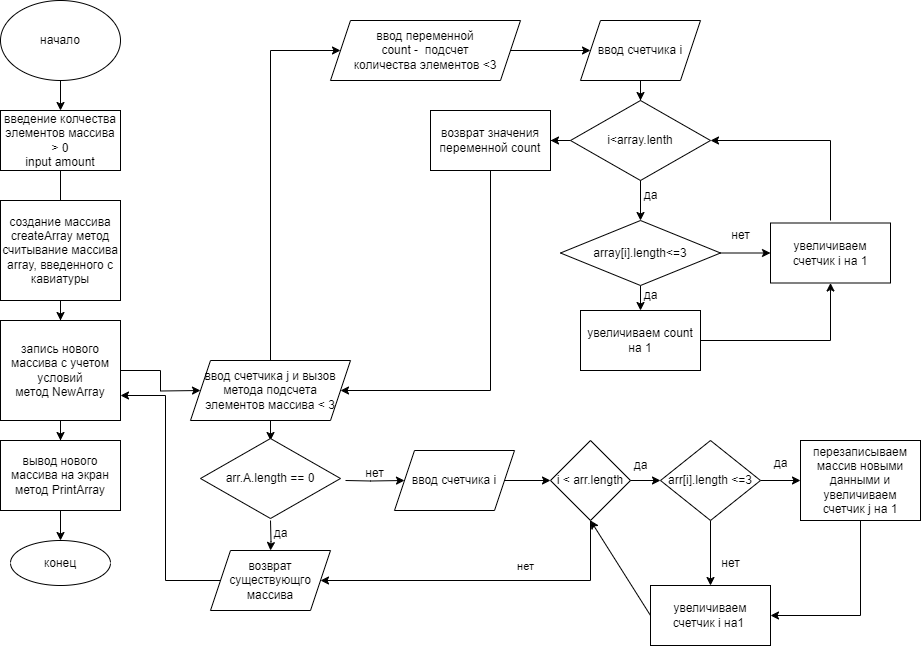 начало
введение колчества
элементов массива
> 0
input amount
создание массива
createArray метод
считывание массива
array, введенного с
кавиатуры
запись нового
массива с учетом
условий
метод NewArray
вывод нового
массива на экран
метод PrintArray
конец
ввод переменной
count -  подсчет
количества элементов <3
ввод счетчика i
возврат значения
переменной count
i<array.lenth
да
array[i].length<=3
нет
увеличиваем
счетчик i на 1
да
увеличиваем count
на 1
ввод счетчика j и вызов
метода подсчета
элементов массива < 3
arr.A.length == 0
нет
ввод счетчика i
i < arr.length
да
arr[i].length <=3
да
перезаписываем
массив новыми
данными и
увеличиваем
счетчик j на 1
да
возврат
существующго
массива
нет
нет
увеличиваем
счетчик i на1